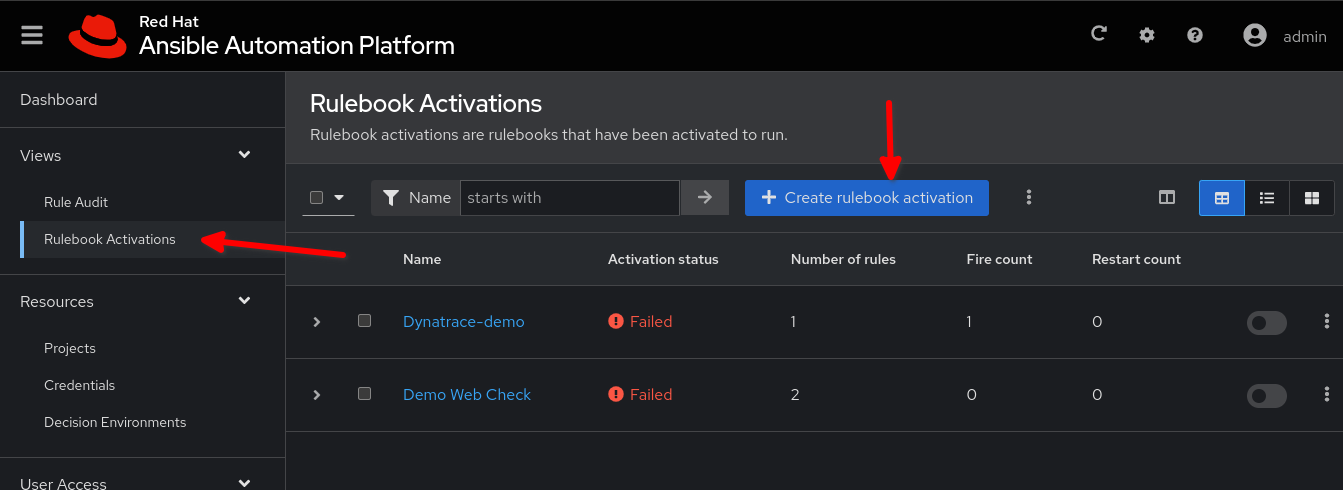 Red Hat
Ansible Automation Platform
admin
Dashboard
Views
Rule Audit
Rulebook Activations
Resources
Projects
Credentials
Decision Environments
User Access
Rulebook Activations
Rulebook activations are rulebooks that have been activated to run.
Name starts with Create rulebook activation
Name Activation status Number of rules Fire count Restart count
Dynatrace-demo Failed 1 1 0
Demo Web Check Failed 2 0 0